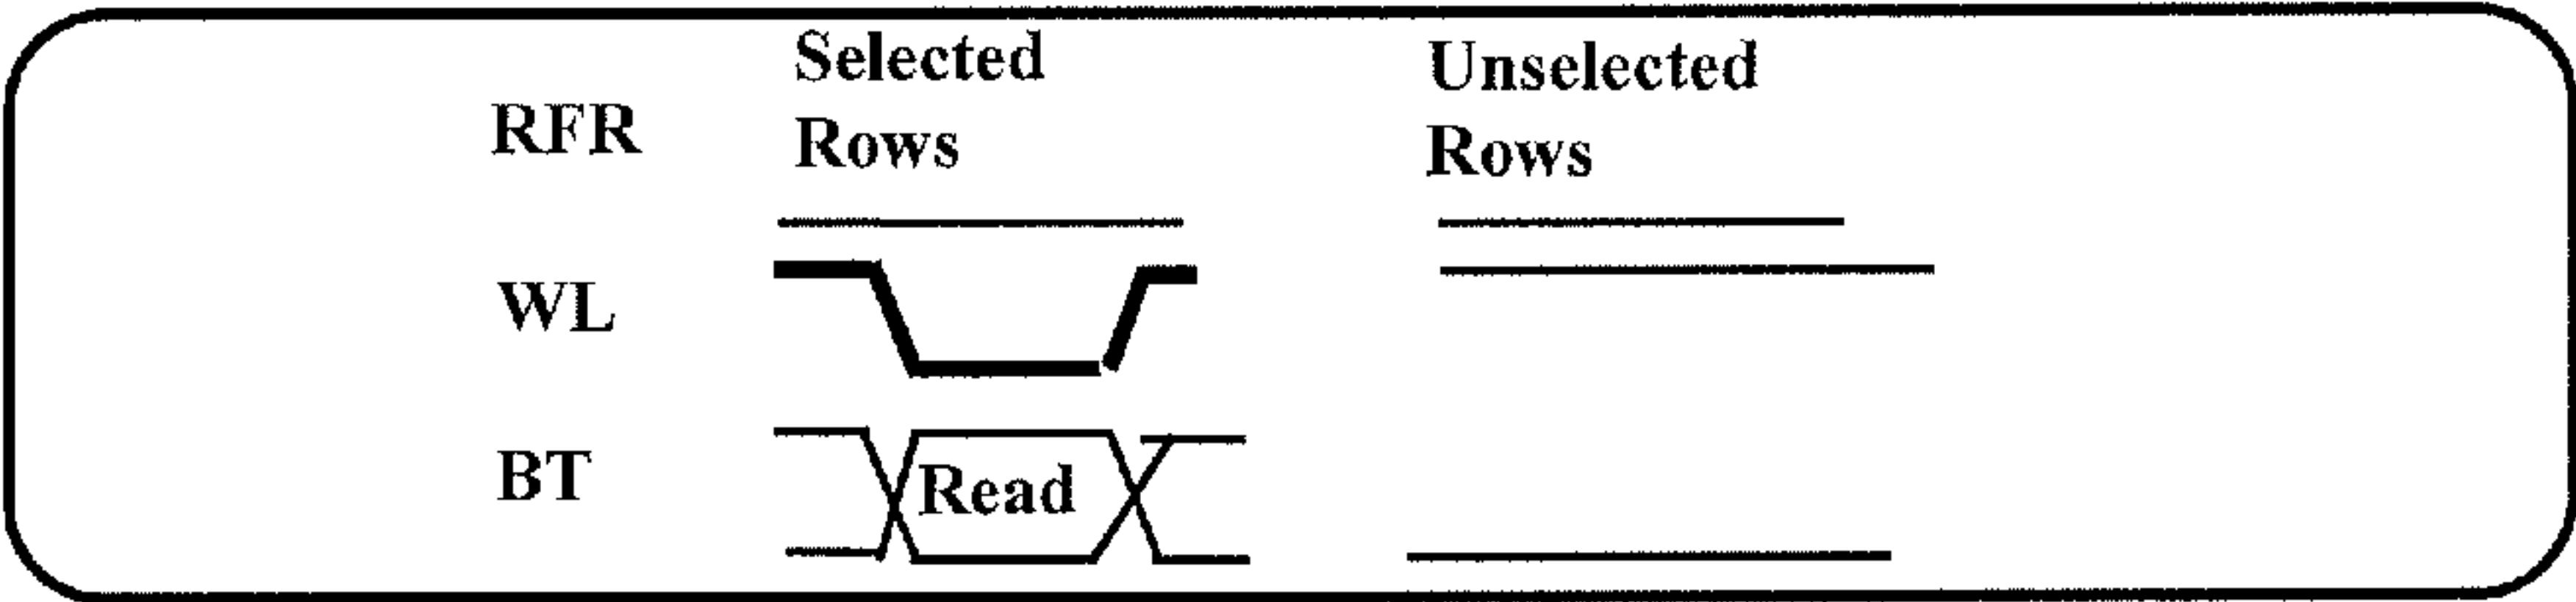 Selected
Rows
Unselected
Rows
RFR
WL
BT
Read